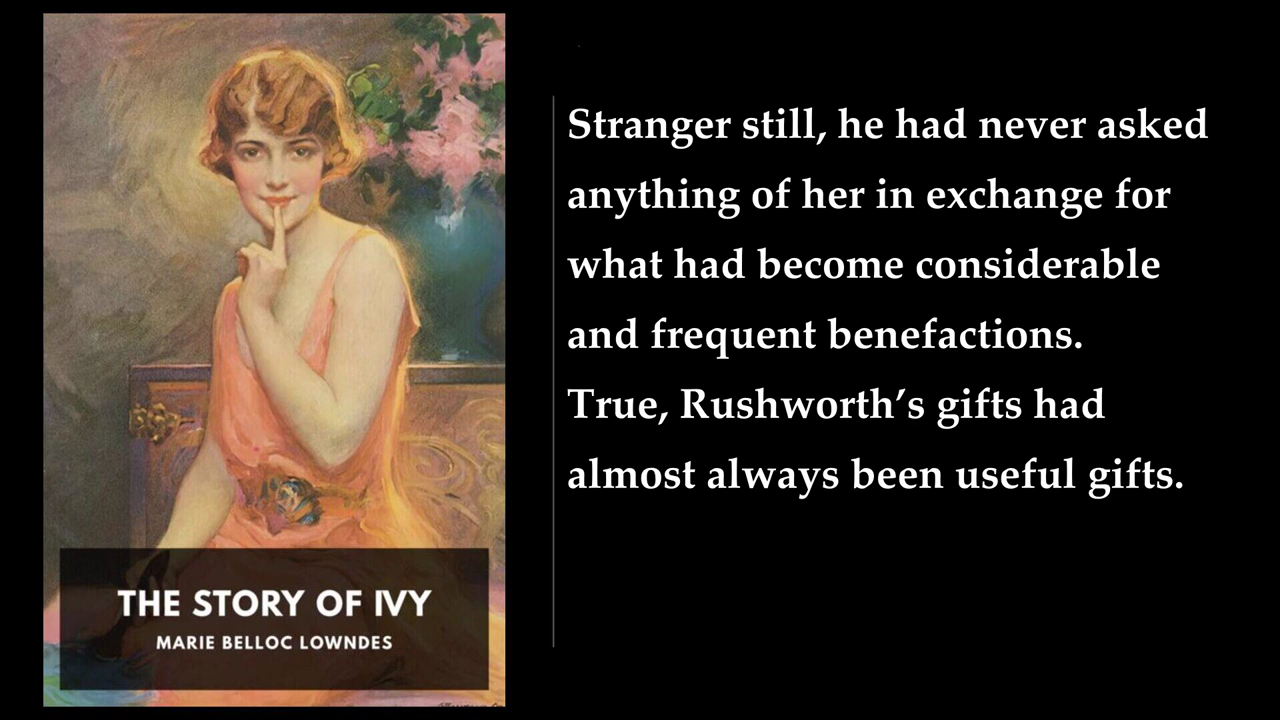 Stranger still, he had never asked
anything of her in exchange for
what had become considerable
and frequent benefactions.
True, Rushworth’s gifts had
almost always been useful gifts.
THE STORY OF IVY
MARIE BELLOC LOWNDES